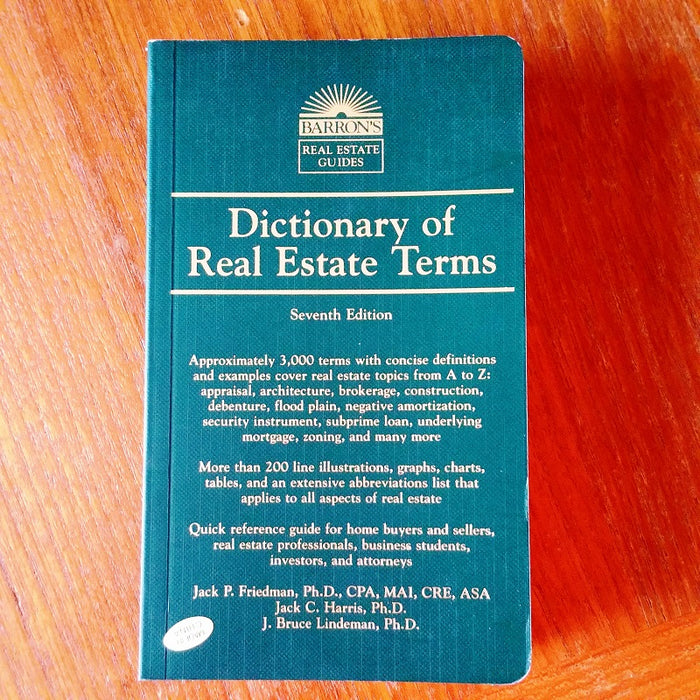 BARRON'S
REAL ESTATE
GUIDES
Dictionary of
Real Estate Terms
Seventh Edition
Approximately 3,000 terms with concise definitions
and examples cover real estate topics from A to Z:
appraisal, architecture, brokerage, construction,
debenture, flood plain, negative amortization,
security instrument, subprime loan, underlying
mortgage, zoning, and many more
More than 200 line illustrations, graphs, charts,
tables, and an extensive abbreviations list that
applies to all aspects of real estate
Quick reference guide for home buyers and sellers,
real estate professionals, business students,
investors, and attorneys
Jack P. Friedman, Ph.D., CPA, MAI, CRE, ASA
Jack C. Harris, Ph.D.
J. Bruce Lindeman, Ph.D.